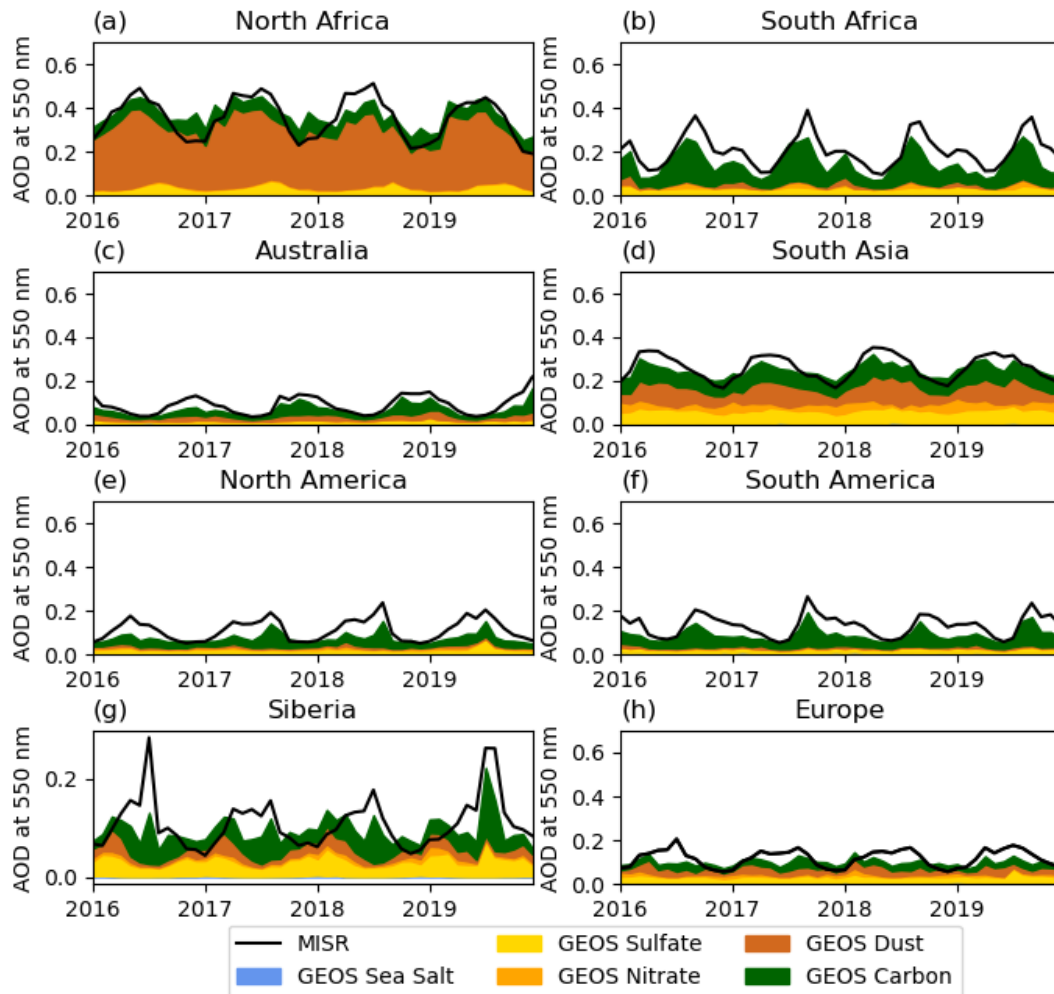 (a) North Africa
AOD at 550 nm
0.6
0.4
0.2
0.0
2016 2017 2018 2019
(b) South Africa
AOD at 550 nm
0.6
0.4
0.2
0.0
2016 2017 2018 2019
(c) Australia
AOD at 550 nm
0.6
0.4
0.2
0.0
2016 2017 2018 2019
(d) South Asia
AOD at 550 nm
0.6
0.4
0.2
0.0
2016 2017 2018 2019
(e) North America
AOD at 550 nm
0.6
0.4
0.2
0.0
2016 2017 2018 2019
(f) South America
AOD at 550 nm
0.6
0.4
0.2
0.0
2016 2017 2018 2019
(g) Siberia
AOD at 550 nm
0.2
0.0
2016 2017 2018 2019
(h) Europe
AOD at 550 nm
0.6
0.4
0.2
0.0
2016 2017 2018 2019
MISR
GEOS Sea Salt
GEOS Sulfate
GEOS Nitrate
GEOS Dust
GEOS Carbon